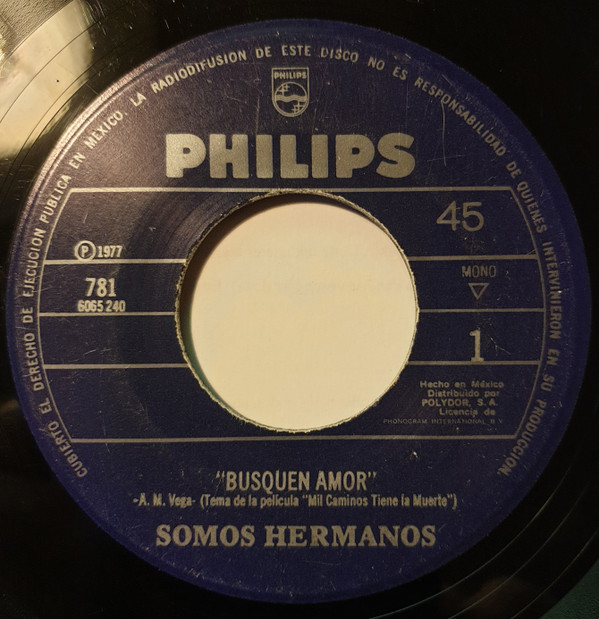 CUBIERTO EL DERECHO DE EJECUCION PUBLICA EN MEXICO. LA RADIODIFUSION DE ESTE DISCO NO ES RESPONSABILIDAD DE QUIENES INTERVINIERON EN SU PRODUCCION.
PHILIPS
PHILIPS
45
Ⓟ 1977
MONO
781
6065 240
1
Hecho en México
Distribuido por
POLYDOR, S. A.
Licencia de
PHONOGRAM INTERNATIONAL B.V.
"BUSQUEN AMOR"
-A. M. Vega- (Tema de la película "Mil Caminos Tiene la Muerte")
SOMOS HERMANOS